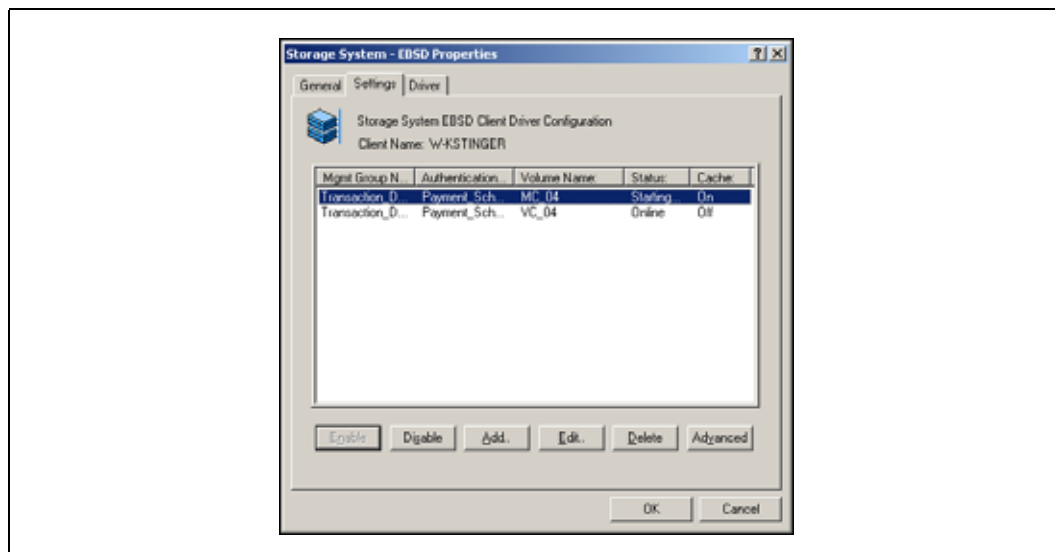 Storage System - EBSD Properties
General Settings Driver
Storage System EBSD Client Driver Configuration
Client Name: W-KSTINGER
Mgmt Group N... Authentication... Volume Name: Status: Cache:
Transaction_D... Payment_Sch... MC_04 Starting... On
Transaction_D... Payment_Sch... VC_04 Online Off
Enable Disable Add.. Edit.. Delete Advanced
OK Cancel